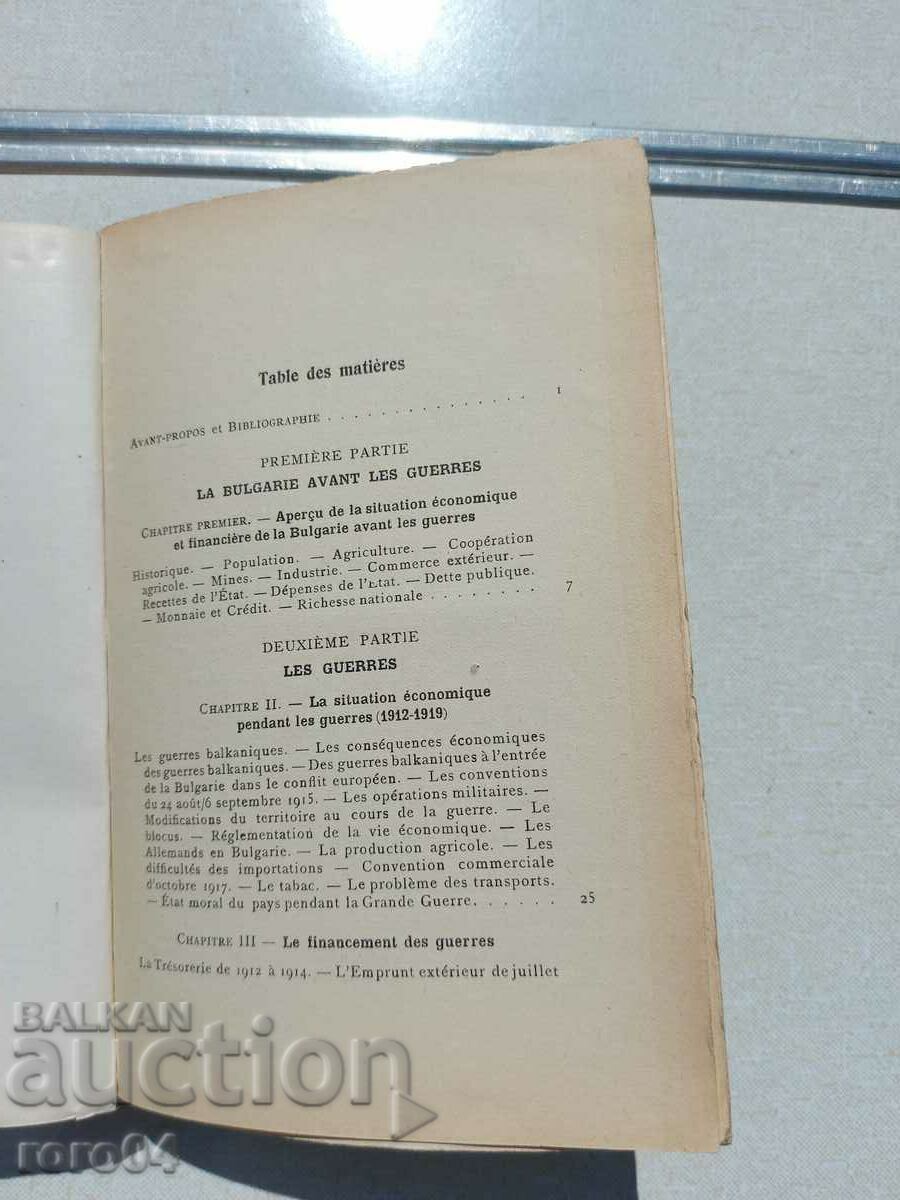 Table des matières
AVANT-PROPOS et BIBLIOGRAPHIE . . . . . . . . . . . . . . . 1
PREMIÈRE PARTIE
LA BULGARIE AVANT LES GUERRES
CHAPITRE PREMIER. — Aperçu de la situation économique
et financière de la Bulgarie avant les guerres
Historique. — Population. — Agriculture. — Coopération
agricole. — Mines. — Industrie. — Commerce extérieur. —
Recettes de l'État. — Dépenses de l'État. — Dette publique.
— Monnaie et Crédit. — Richesse nationale . . . . . . . . 7
DEUXIÈME PARTIE
LES GUERRES
CHAPITRE II. — La situation économique
pendant les guerres (1912-1919)
Les guerres balkaniques. — Les conséquences économiques
des guerres balkaniques. — Des guerres balkaniques à l'entrée
de la Bulgarie dans le conflit européen. — Les conventions
du 24 août/6 septembre 1915. — Les opérations militaires. —
Modifications du territoire au cours de la guerre. — Le
blocus. — Réglementation de la vie économique. — Les
Allemands en Bulgarie. — La production agricole. — Les
difficultés des importations — Convention commerciale
d'octobre 1917. — Le tabac. — Le problème des transports.
— État moral du pays pendant la Grande Guerre. . . . . . 25
CHAPITRE III — Le financement des guerres
La Trésorerie de 1912 à 1914. — L'Emprunt extérieur de juillet
BALKAN
auction
roro04